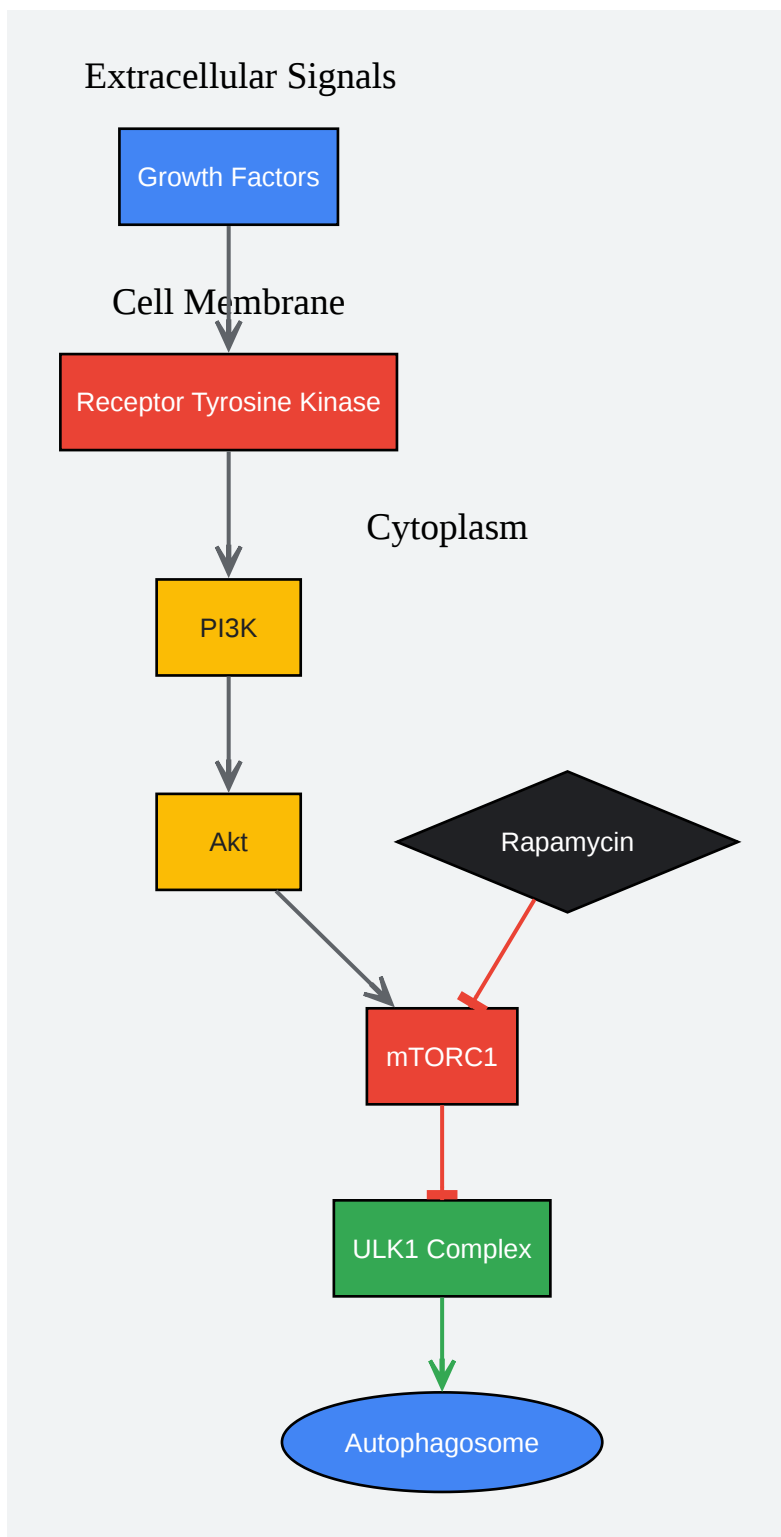 Extracellular Signals
Growth Factors
Cell Membrane
Receptor Tyrosine Kinase
Cytoplasm
PI3K
Akt
Rapamycin
mTORC1
ULK1 Complex
Autophagosome